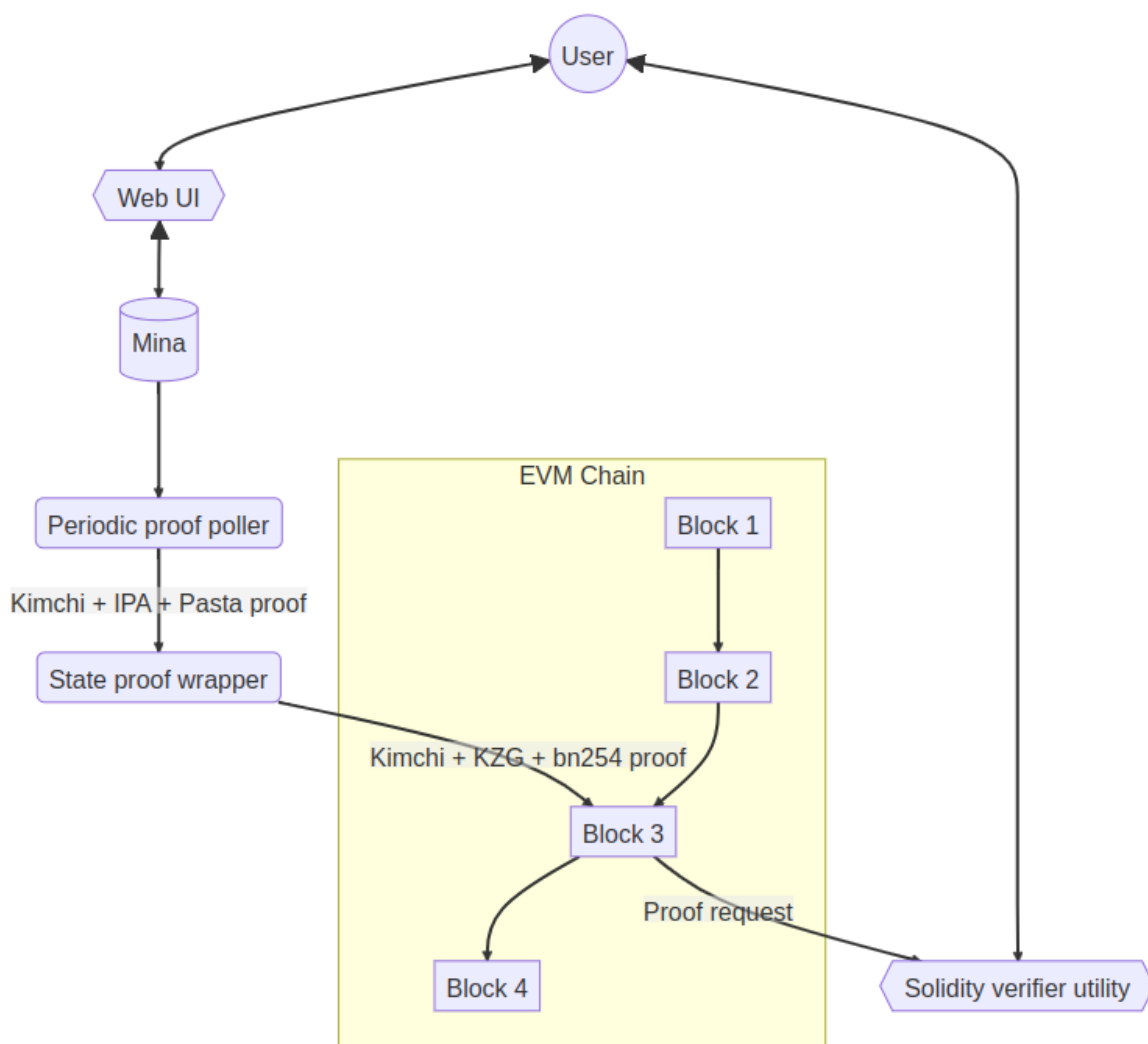 User
Web UI
Mina
EVM Chain
Periodic proof poller
Block 1
Kimchi + IPA + Pasta proof
State proof wrapper
Block 2
Kimchi + KZG + bn254 proof
Block 3
Proof request
Block 4
Solidity verifier utility